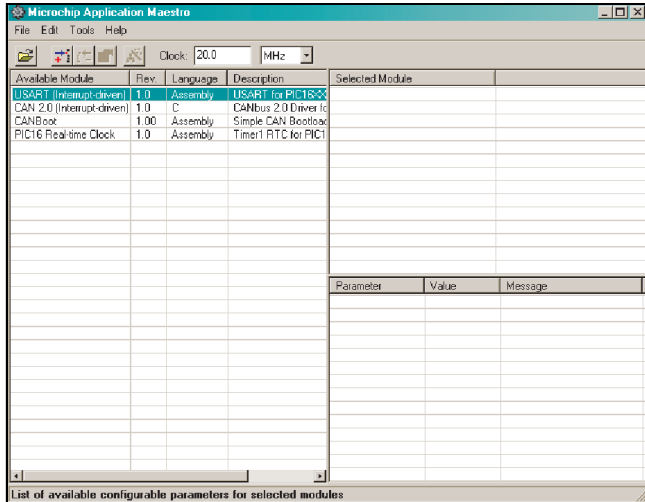 Microchip Application Maestro
File Edit Tools Help
Clock: 20.0 MHz
Available Module Rev. Language Description Selected Module
USART (Interrupt-driven) 1.0 Assembly USART for PIC16XX
CAN 2.0 (Interrupt-driven) 1.0 C CANbus 2.0 Driver fo
CANBoot 1.00 Assembly Simple CAN Bootload
PIC16 Real-time Clock 1.0 Assembly Timer1 RTC for PIC1
Parameter Value Message
List of available configurable parameters for selected modules